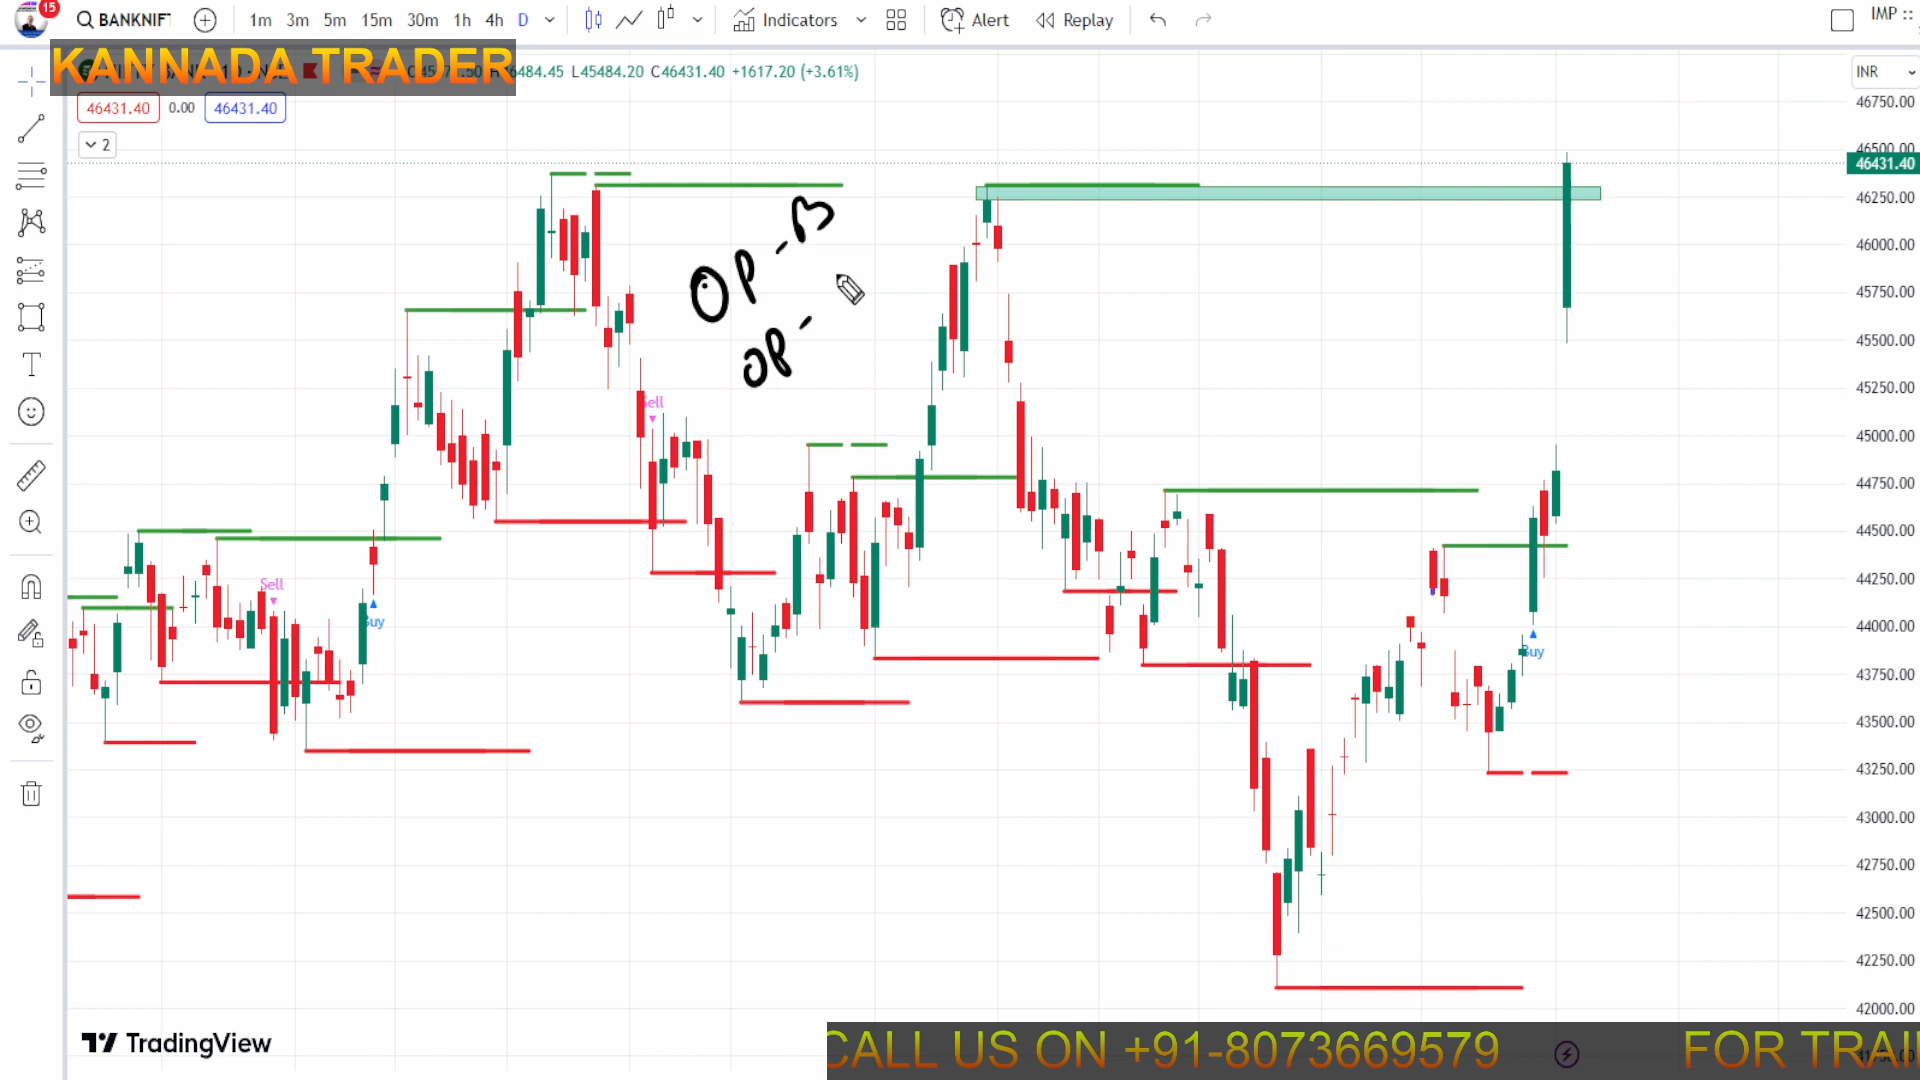 15
BANKNIFT
1m 3m 5m 15m 30m 1h 4h D
Indicators
Alert
Replay
IMP
KANNADA TRADER
6484.45 L45484.20 C46431.40 +1617.20 (+3.61%)
INR
46431.40 0.00 46431.40
2
46750.00
46500.00
46431.40
46250.00
46000.00
45750.00
45500.00
45250.00
45000.00
44750.00
44500.00
44250.00
44000.00
43750.00
43500.00
43250.00
43000.00
42750.00
42500.00
42250.00
42000.00
OP - B
OP -
Sell
Sell
Buy
Buy
TradingView
CALL US ON +91-8073669579
FOR TRAI